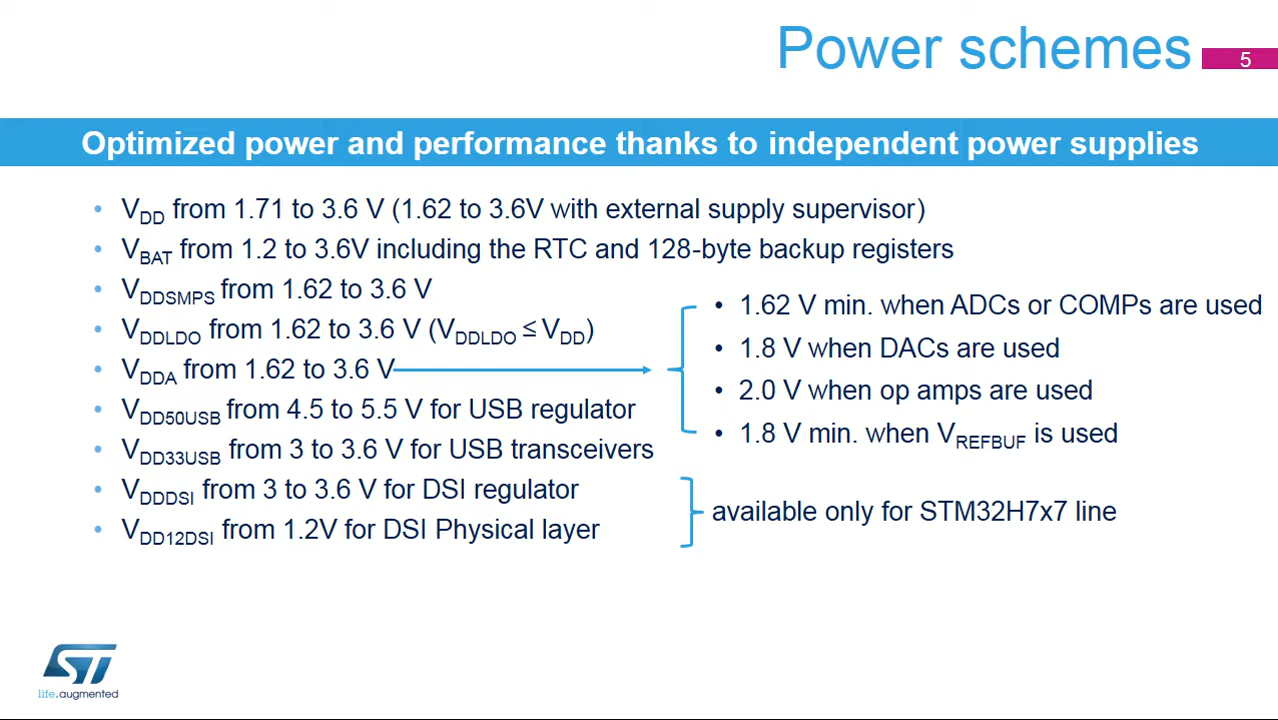 Power schemes
5
Optimized power and performance thanks to independent power supplies
• VDD from 1.71 to 3.6 V (1.62 to 3.6V with external supply supervisor)
• VBAT from 1.2 to 3.6V including the RTC and 128-byte backup registers
• VDDSMPS from 1.62 to 3.6 V
• VDDLDO from 1.62 to 3.6 V (VDDLDO ≤ VDD)
• VDDA from 1.62 to 3.6 V
• VDD50USB from 4.5 to 5.5 V for USB regulator
• VDD33USB from 3 to 3.6 V for USB transceivers
• VDDDSI from 3 to 3.6 V for DSI regulator
• VDD12DSI from 1.2V for DSI Physical layer
• 1.62 V min. when ADCs or COMPs are used
• 1.8 V when DACs are used
• 2.0 V when op amps are used
• 1.8 V min. when VREFBUF is used
available only for STM32H7x7 line
ST
life.augmented